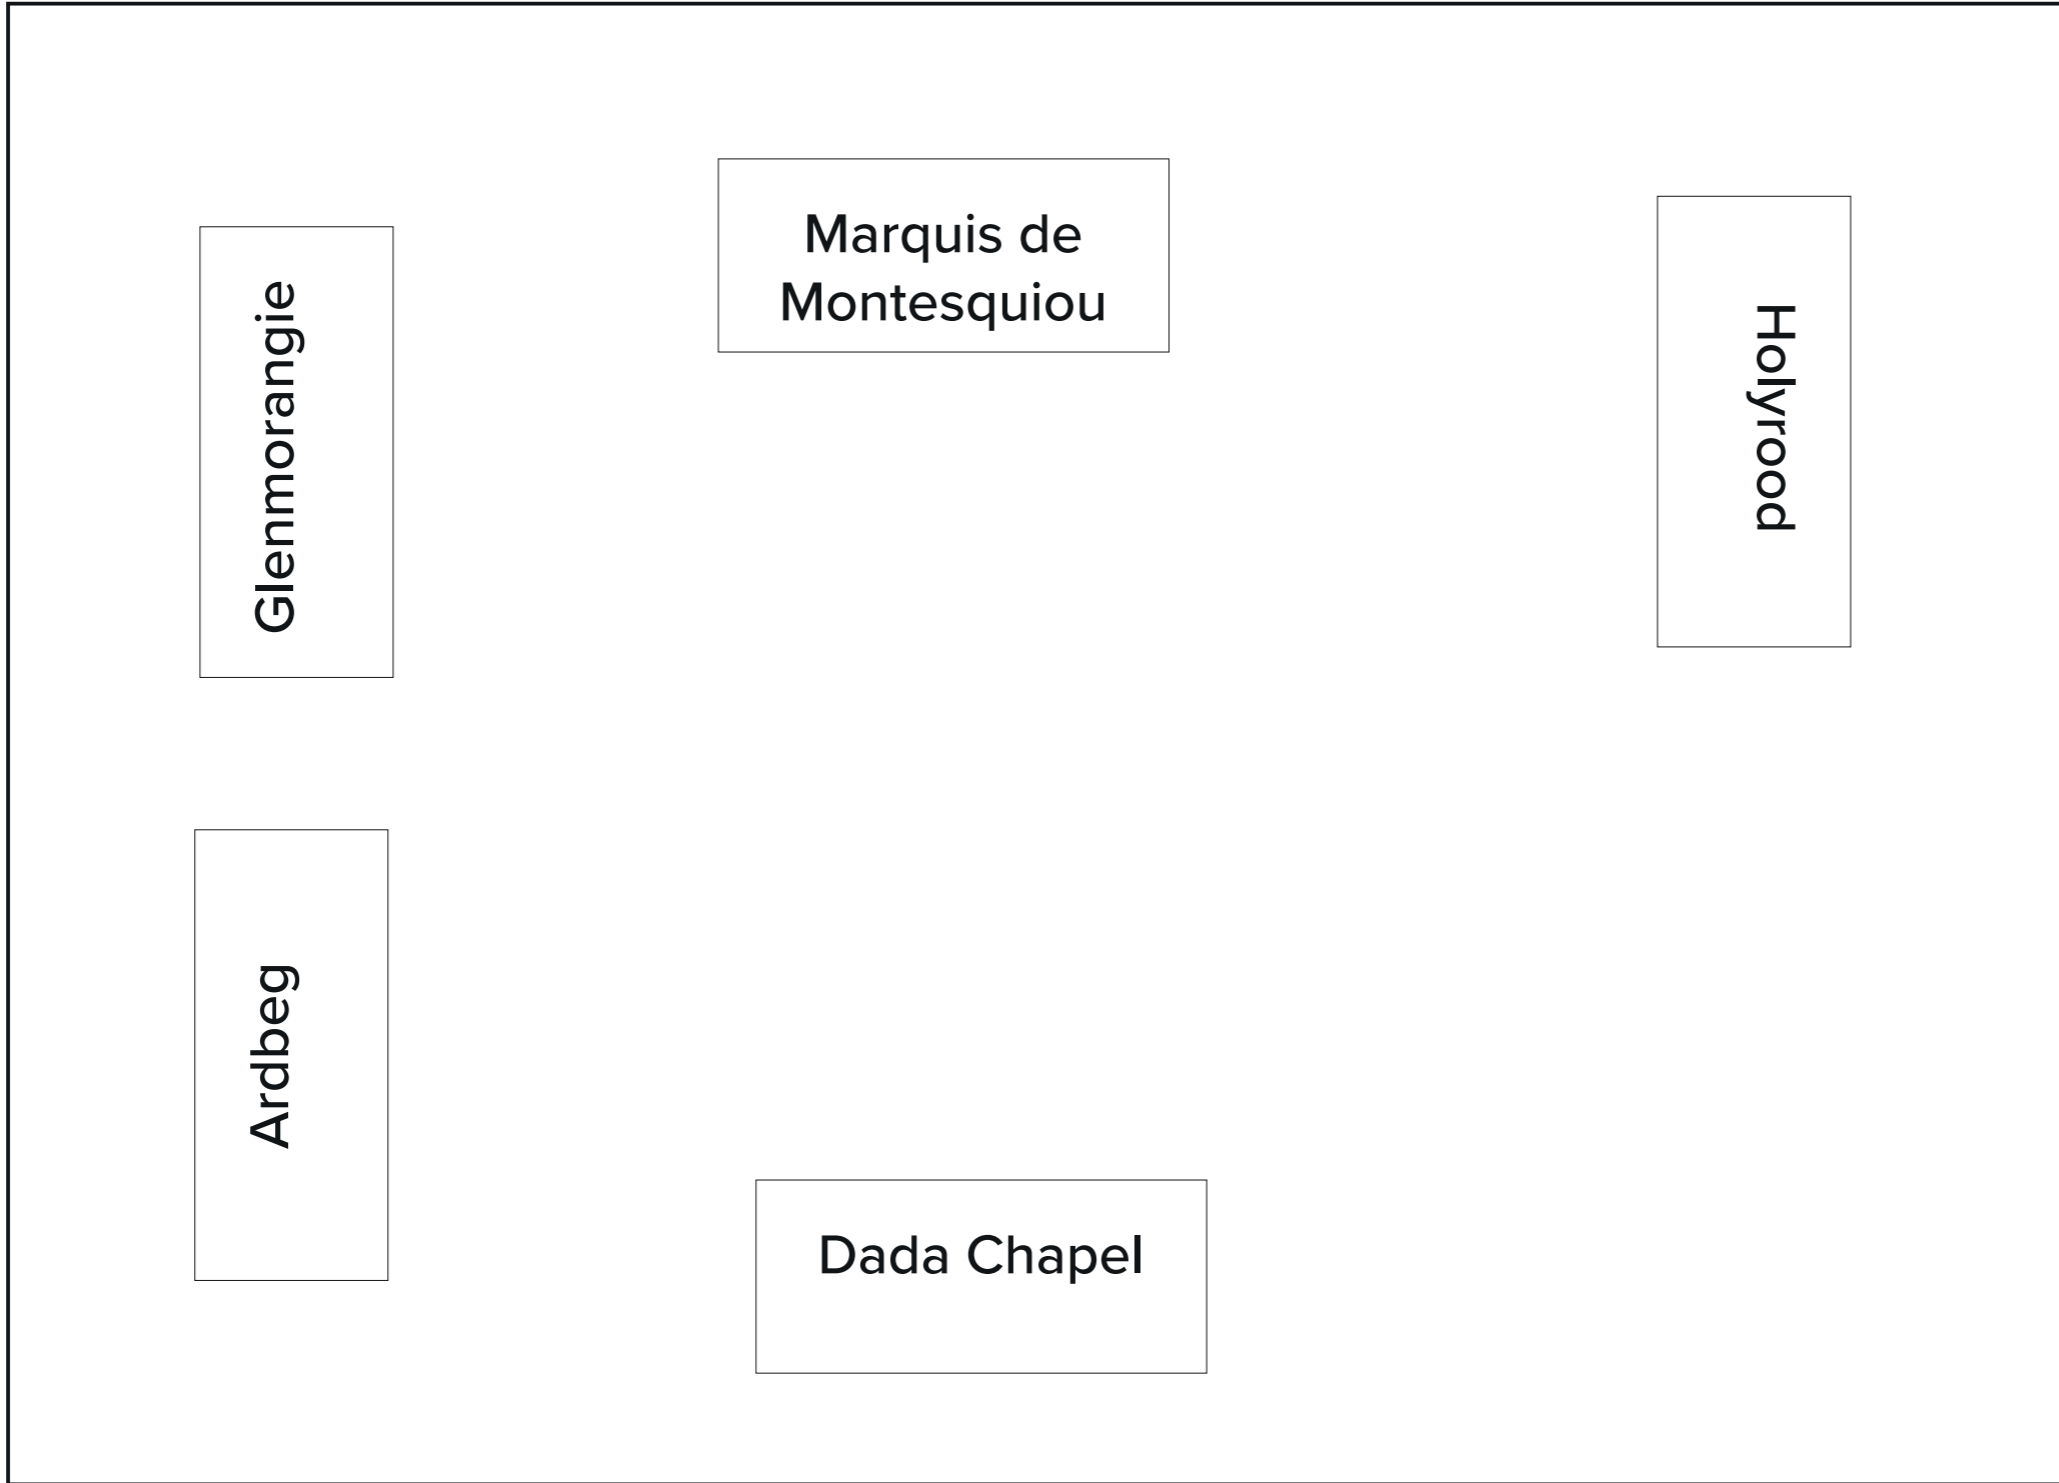 Marquis de
Montesquiou
Glenmorangie
Holyrood
Ardbeg
Dada Chapel